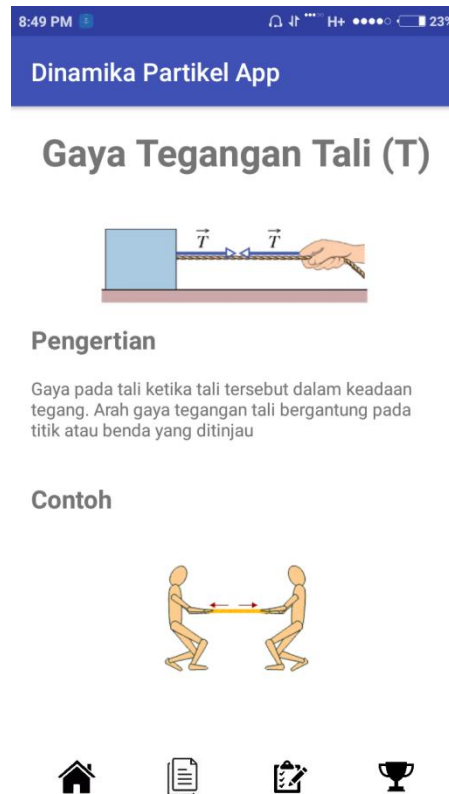 8:49 PM H+ 23%
Dinamika Partikel App
Gaya Tegangan Tali (T)
T T
Pengertian
Gaya pada tali ketika tali tersebut dalam keadaan
tegang. Arah gaya tegangan tali bergantung pada
titik atau benda yang ditinjau
Contoh